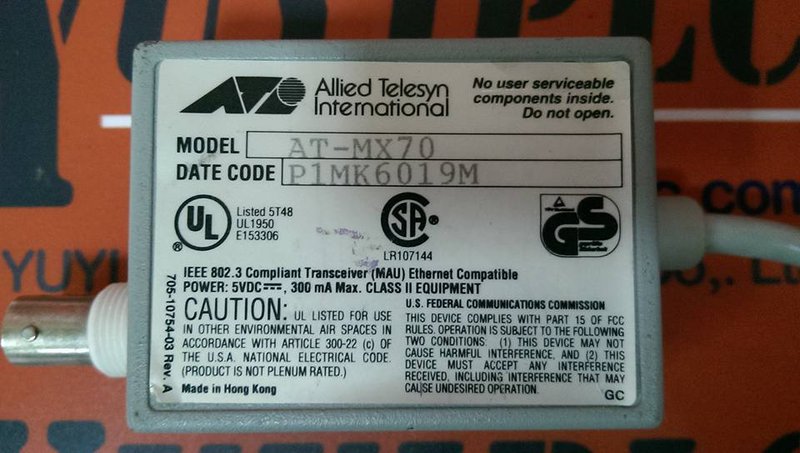 ATI
Allied Telesyn
International
No user serviceable
components inside.
Do not open.
MODEL AT-MX70
DATE CODE P1MK6019M
UL ®
Listed 5T48
UL1950
E153306
SA ®
LR107144
GS
IEEE 802.3 Compliant Transceiver (MAU) Ethernet Compatible
POWER: 5VDC⎓, 300 mA Max. CLASS II EQUIPMENT
CAUTION: UL LISTED FOR USE
IN OTHER ENVIRONMENTAL AIR SPACES IN
ACCORDANCE WITH ARTICLE 300-22 (c) OF
THE U.S.A. NATIONAL ELECTRICAL CODE.
(PRODUCT IS NOT PLENUM RATED.)
Made in Hong Kong
U.S. FEDERAL COMMUNICATIONS COMMISSION
THIS DEVICE COMPLIES WITH PART 15 OF FCC
RULES. OPERATION IS SUBJECT TO THE FOLLOWING
TWO CONDITIONS: (1) THIS DEVICE MAY NOT
CAUSE HARMFUL INTERFERENCE, AND (2) THIS
DEVICE MUST ACCEPT ANY INTERFERENCE
RECEIVED, INCLUDING INTERFERENCE THAT MAY
CAUSE UNDESIRED OPERATION.
GC
705-10754-03 Rev. A
.com
YUYU